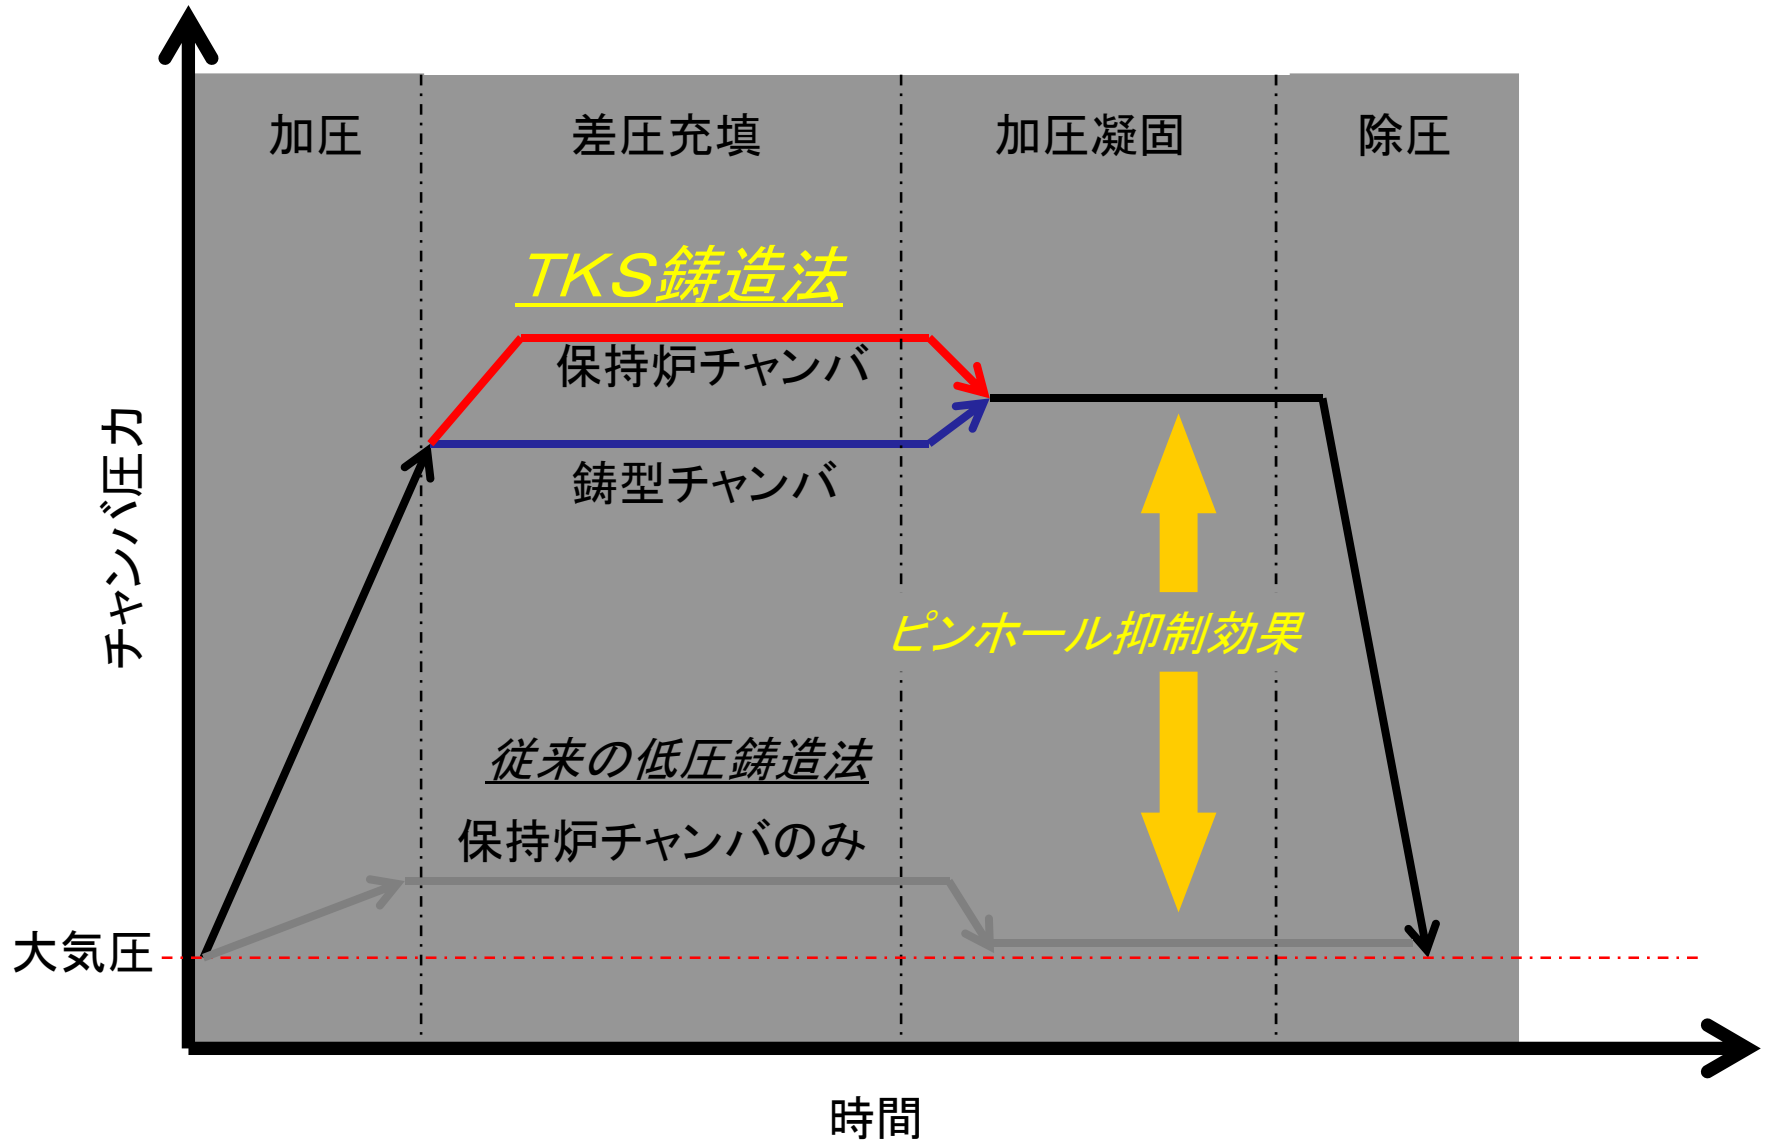 加圧
差圧充填
加圧凝固
除圧
TKS鋳造法
保持炉チャンバ
鋳型チャンバ
チャンバ圧力
ピンホール抑制効果
従来の低圧鋳造法
保持炉チャンバのみ
大気圧
時間